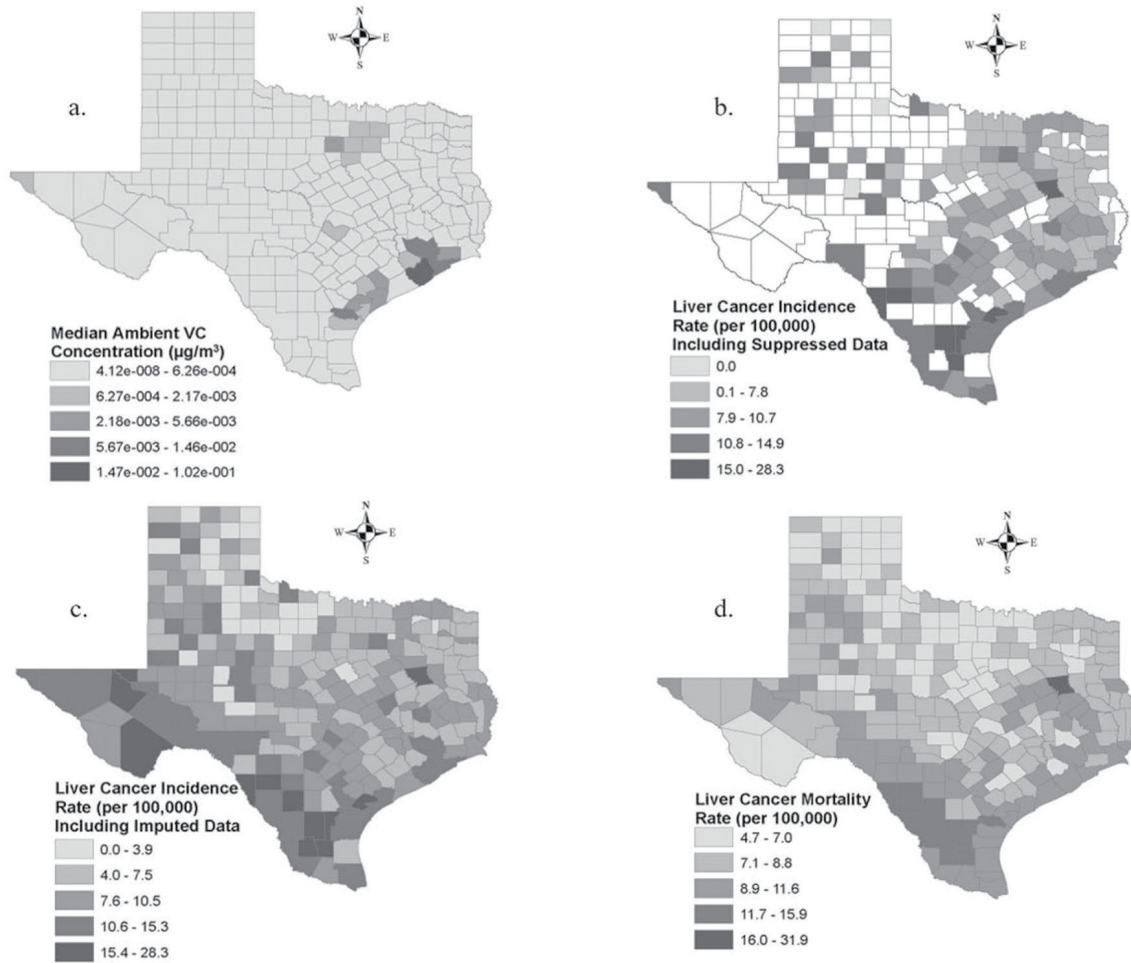 N
W E
S
a.
Median Ambient VC
Concentration (µg/m³)
4.12e-008 - 6.26e-004
6.27e-004 - 2.17e-003
2.18e-003 - 5.66e-003
5.67e-003 - 1.46e-002
1.47e-002 - 1.02e-001
N
W E
S
b.
Liver Cancer Incidence
Rate (per 100,000)
Including Suppressed Data
0.0
0.1 - 7.8
7.9 - 10.7
10.8 - 14.9
15.0 - 28.3
N
W E
S
c.
Liver Cancer Incidence
Rate (per 100,000)
Including Imputed Data
0.0 - 3.9
4.0 - 7.5
7.6 - 10.5
10.6 - 15.3
15.4 - 28.3
N
W E
S
d.
Liver Cancer Mortality
Rate (per 100,000)
4.7 - 7.0
7.1 - 8.8
8.9 - 11.6
11.7 - 15.9
16.0 - 31.9